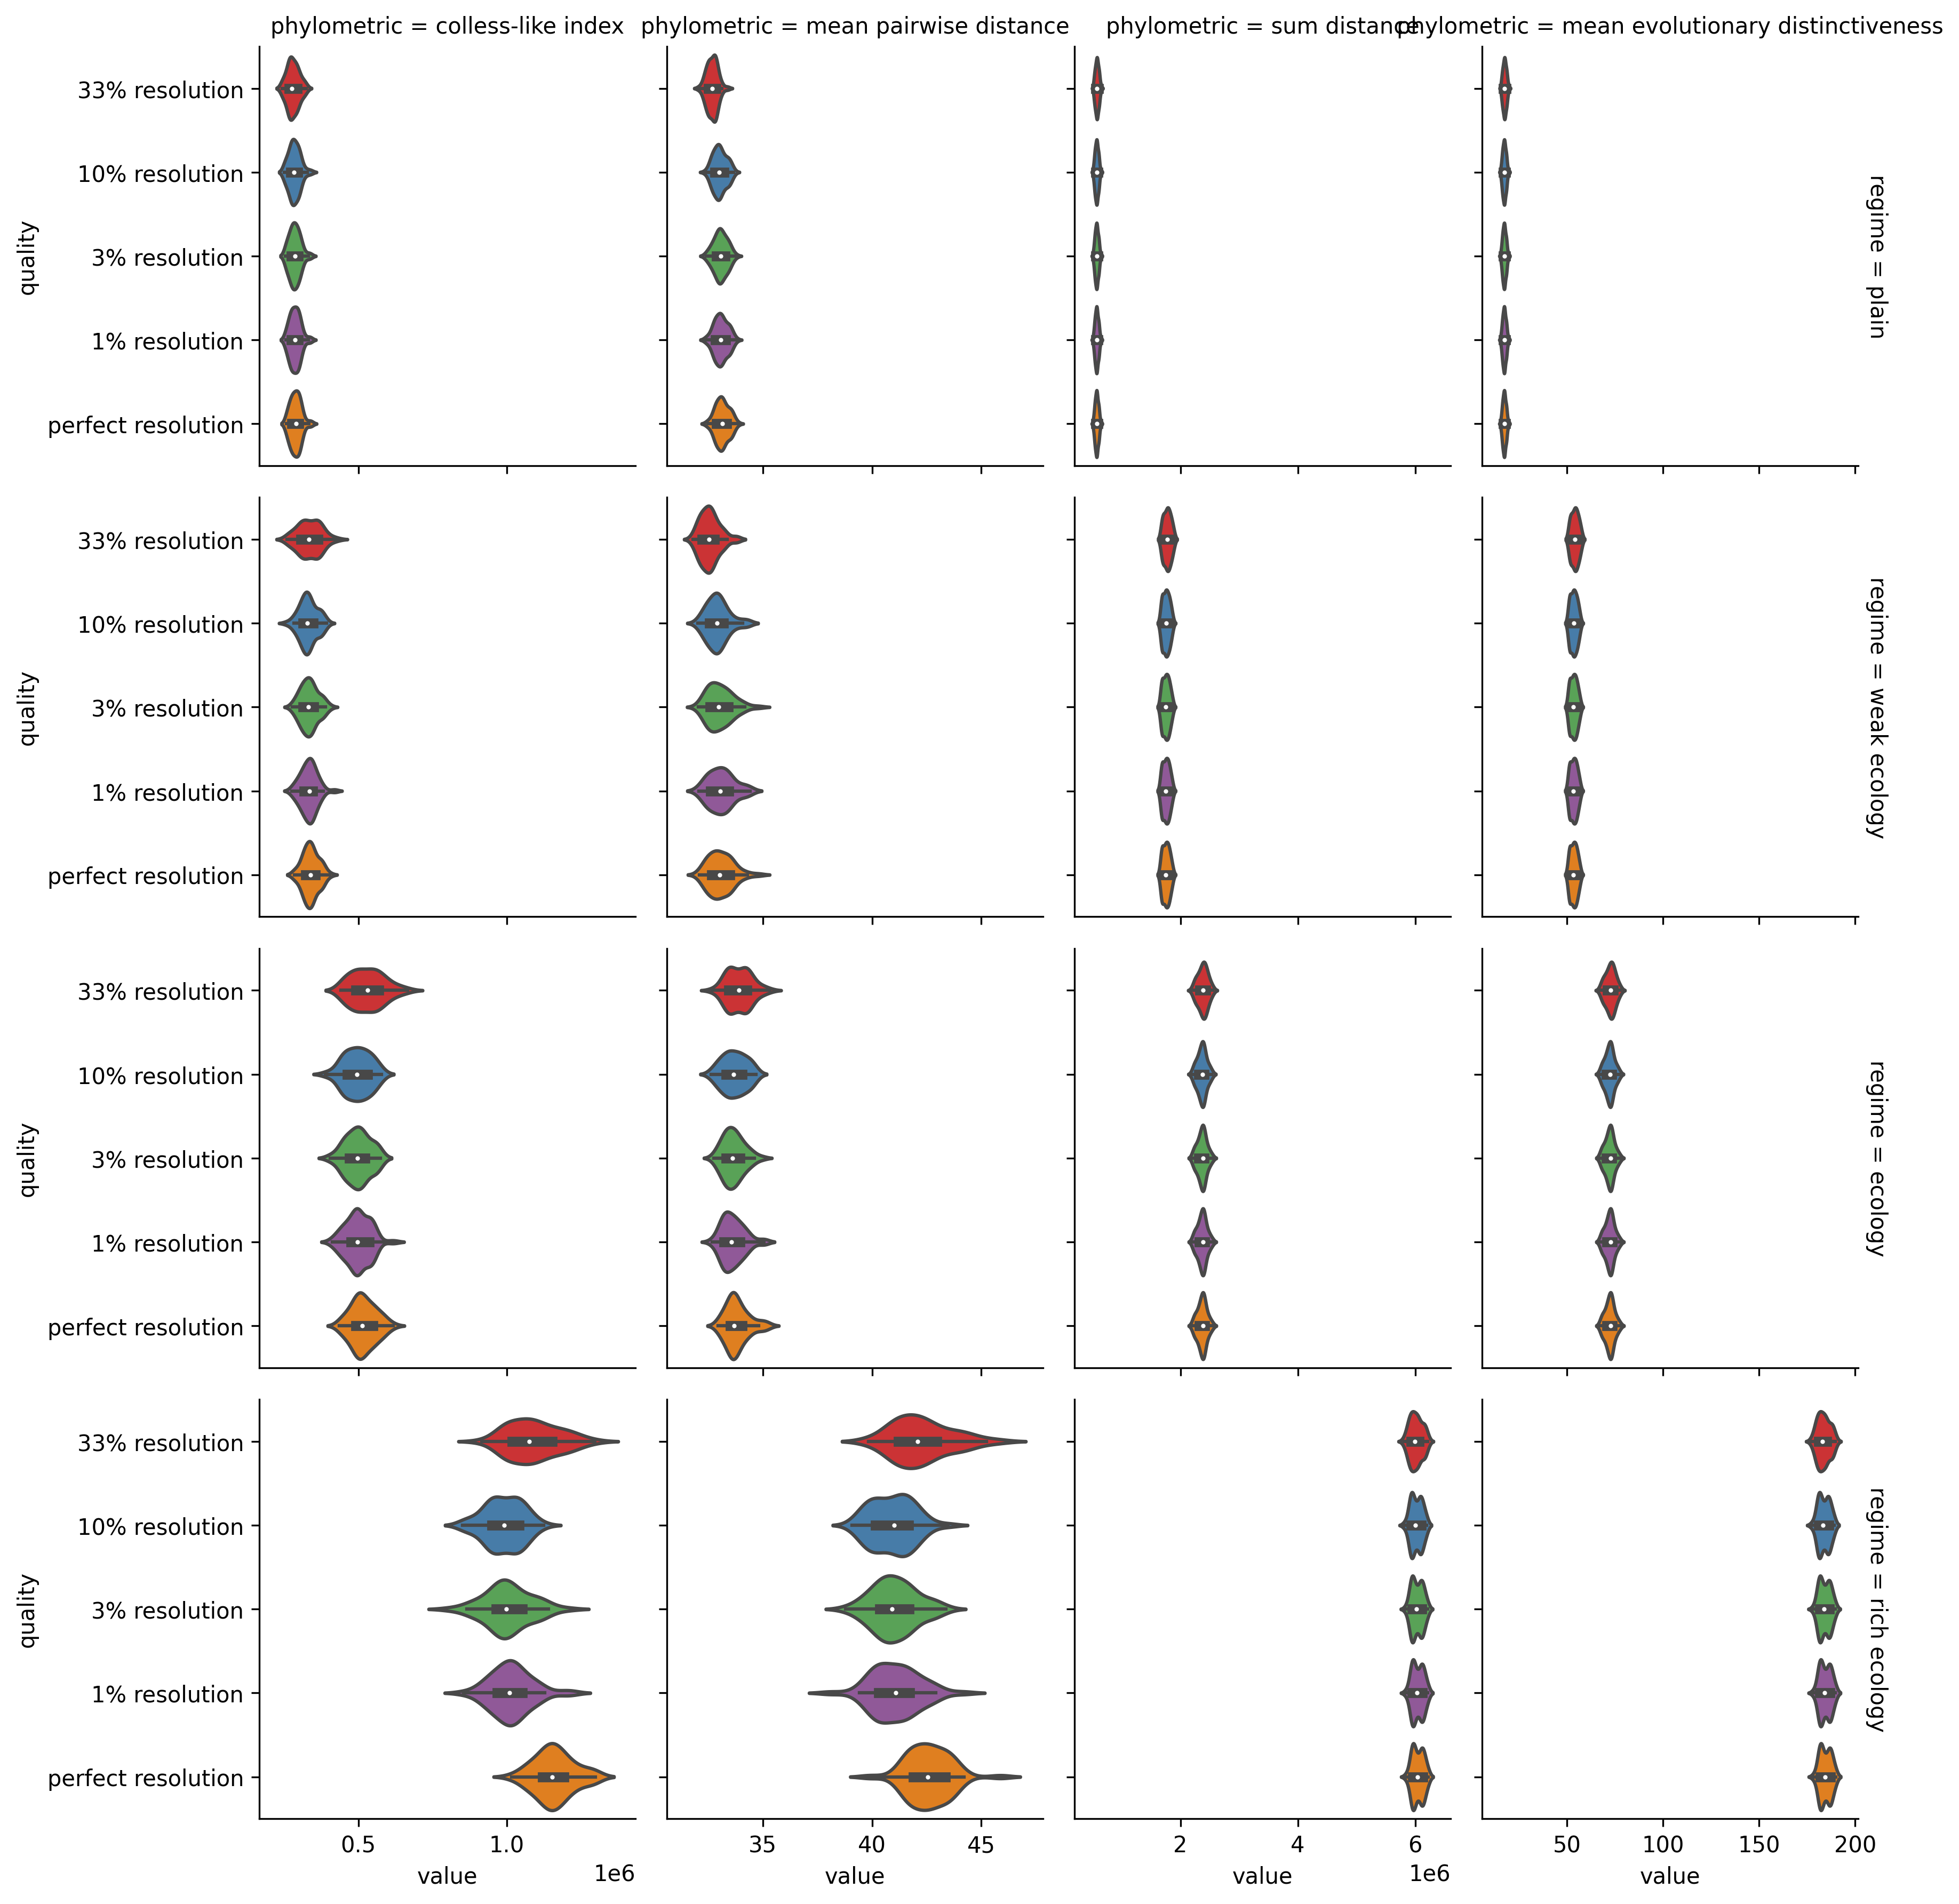 phylometric = colless-like index
phylometric = mean pairwise distance
phylometric = sum distance
phylometric = mean evolutionary distinctiveness
33% resolution
10% resolution
3% resolution
1% resolution
perfect resolution
quality
regime = plain
33% resolution
10% resolution
3% resolution
1% resolution
perfect resolution
quality
regime = weak ecology
33% resolution
10% resolution
3% resolution
1% resolution
perfect resolution
quality
regime = ecology
33% resolution
10% resolution
3% resolution
1% resolution
perfect resolution
quality
regime = rich ecology
0.5 1.0
1e6
value
35 40 45
value
2 4 6
1e6
value
50 100 150 200
value